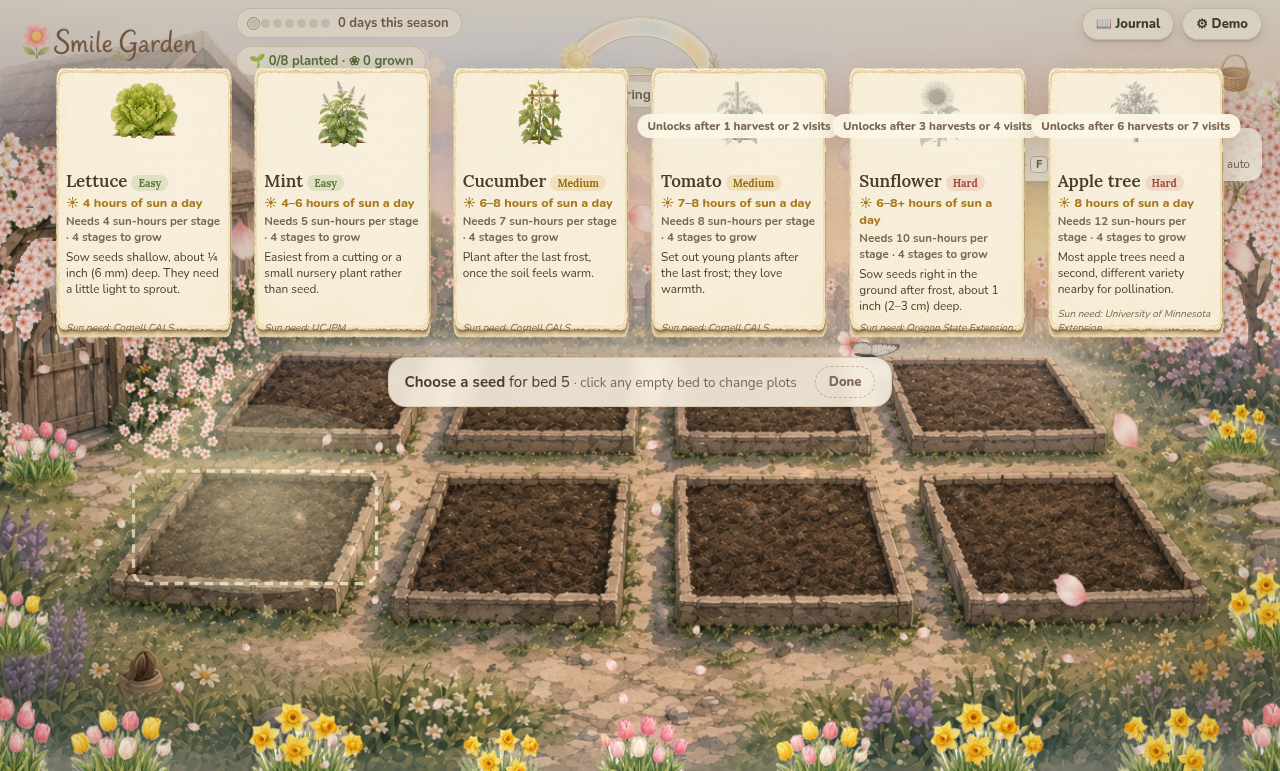 Smile Garden
0 days this season
0/8 planted · 0 grown
Journal
Demo
ring
F
auto
Lettuce Easy
4 hours of sun a day
Needs 4 sun-hours per stage
· 4 stages to grow
Sow seeds shallow, about ¼
inch (6 mm) deep. They need
a little light to sprout.
Sun need: Cornell CALS
Mint Easy
4–6 hours of sun a day
Needs 5 sun-hours per stage
· 4 stages to grow
Easiest from a cutting or a
small nursery plant rather
than seed.
Sun need: UC IPM
Cucumber Medium
6–8 hours of sun a day
Needs 7 sun-hours per stage
· 4 stages to grow
Plant after the last frost,
once the soil feels warm.
Sun need: Cornell CALS
Unlocks after 1 harvest or 2 visits
Tomato Medium
7–8 hours of sun a day
Needs 8 sun-hours per stage
· 4 stages to grow
Set out young plants after
the last frost; they love
warmth.
Sun need: Cornell CALS
Unlocks after 3 harvests or 4 visits
Sunflower Hard
6–8+ hours of sun a
day
Needs 10 sun-hours per
stage · 4 stages to grow
Sow seeds right in the
ground after frost, about 1
inch (2–3 cm) deep.
Sun need: Oregon State Extension
Unlocks after 6 harvests or 7 visits
Apple tree Hard
8 hours of sun a day
Needs 12 sun-hours per
stage · 4 stages to grow
Most apple trees need a
second, different variety
nearby for pollination.
Sun need: University of Minnesota
Extension
Choose a seed for bed 5 · click any empty bed to change plots
Done